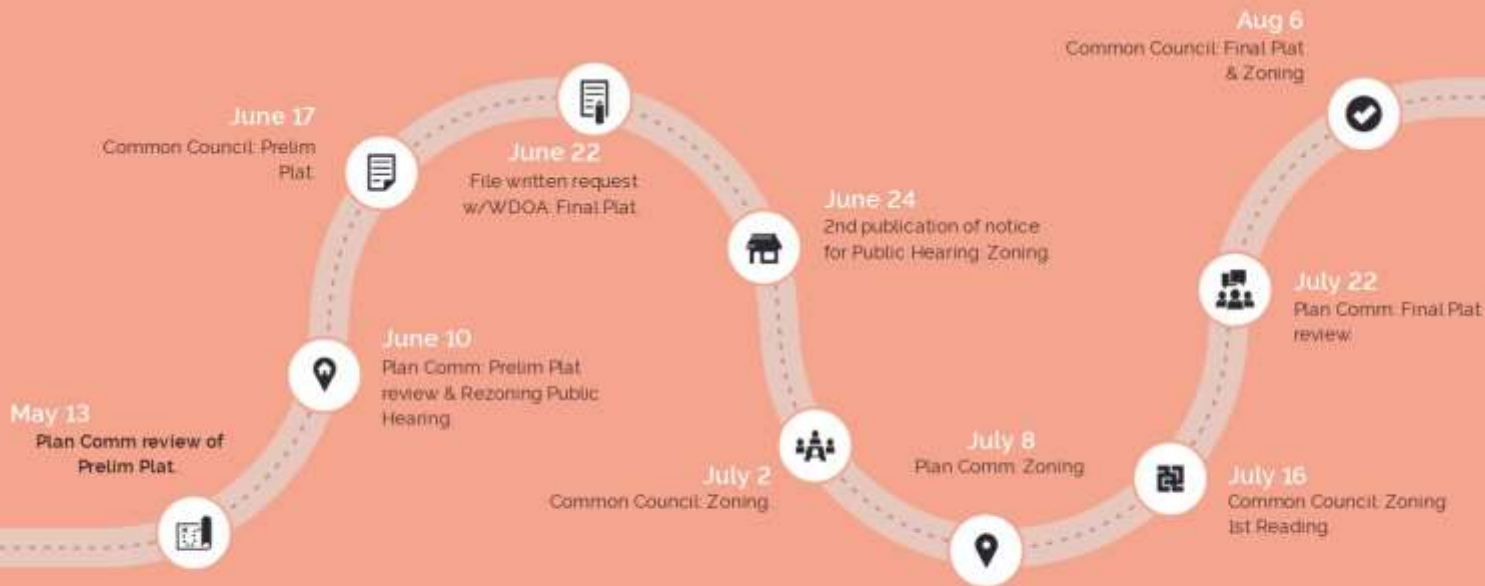 May 13
Plan Comm review of
Prelim Plat
June 10
Plan Comm: Prelim Plat
review & Rezoning Public
Hearing
June 17
Common Council: Prelim
Plat
June 22
File written request
w/WDOA: Final Plat
June 24
2nd publication of notice
for Public Hearing: Zoning
July 2
Common Council: Zoning
July 8
Plan Comm: Zoning
July 16
Common Council: Zoning
1st Reading
July 22
Plan Comm: Final Plat
review
Aug 6
Common Council: Final Plat
& Zoning